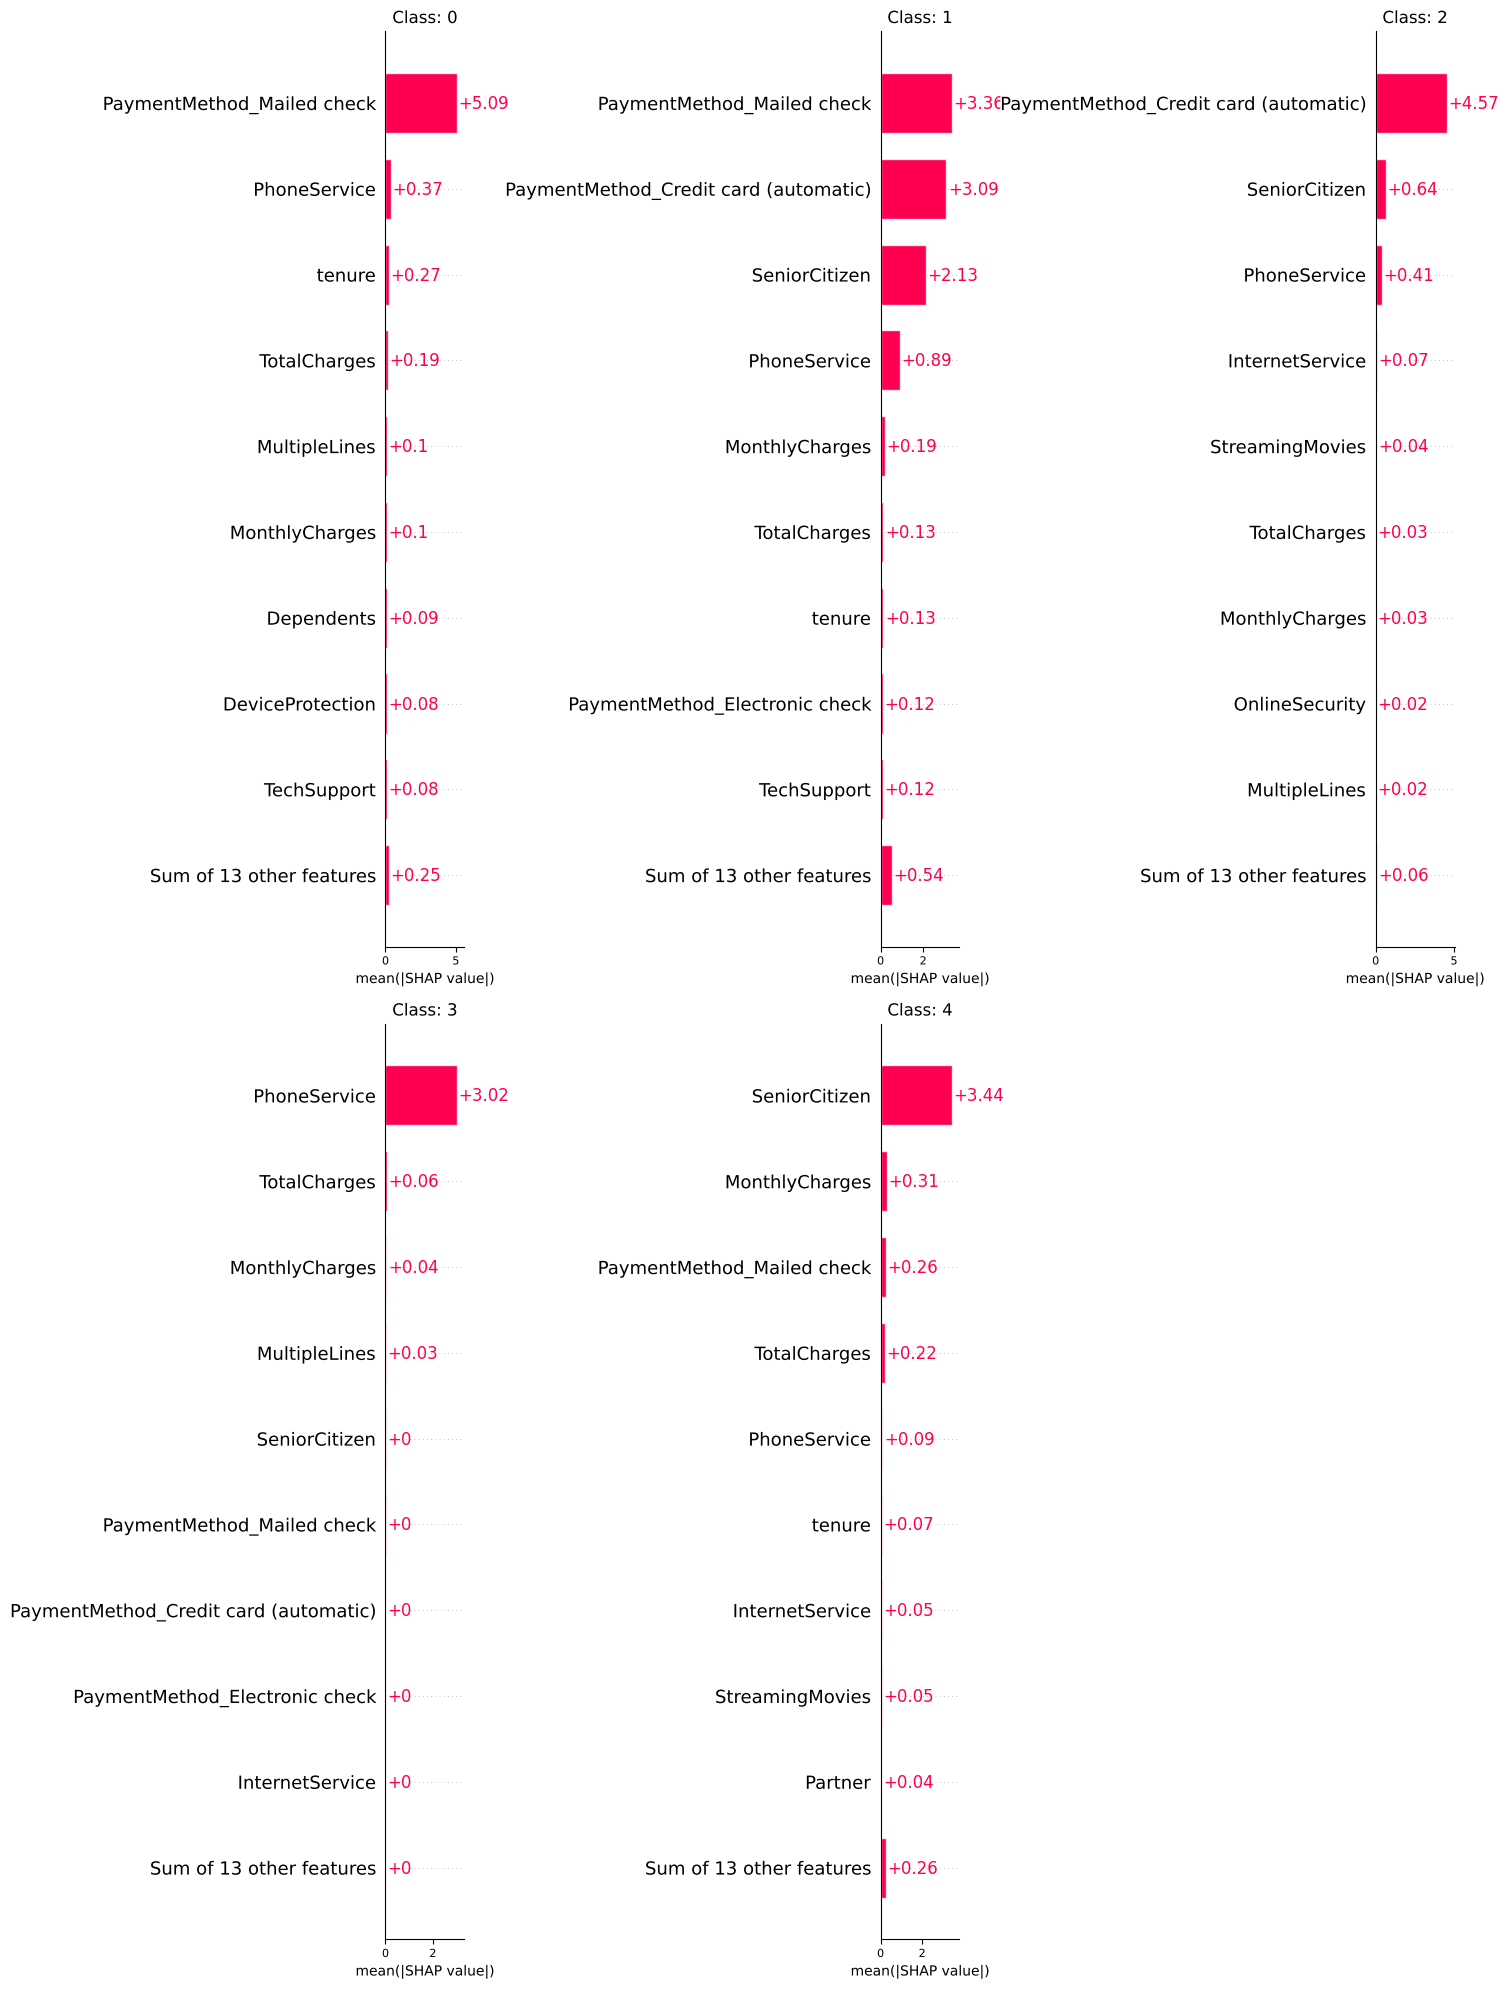 Class: 0
PaymentMethod_Mailed check +5.09
PhoneService +0.37
tenure +0.27
TotalCharges +0.19
MultipleLines +0.1
MonthlyCharges +0.1
Dependents +0.09
DeviceProtection +0.08
TechSupport +0.08
Sum of 13 other features +0.25
0 5
mean(|SHAP value|)
Class: 1
PaymentMethod_Mailed check +3.36
PaymentMethod_Credit card (automatic) +3.09
SeniorCitizen +2.13
PhoneService +0.89
MonthlyCharges +0.19
TotalCharges +0.13
tenure +0.13
PaymentMethod_Electronic check +0.12
TechSupport +0.12
Sum of 13 other features +0.54
0 2
mean(|SHAP value|)
Class: 2
PaymentMethod_Credit card (automatic) +4.57
SeniorCitizen +0.64
PhoneService +0.41
InternetService +0.07
StreamingMovies +0.04
TotalCharges +0.03
MonthlyCharges +0.03
OnlineSecurity +0.02
MultipleLines +0.02
Sum of 13 other features +0.06
0 5
mean(|SHAP value|)
Class: 3
PhoneService +3.02
TotalCharges +0.06
MonthlyCharges +0.04
MultipleLines +0.03
SeniorCitizen +0
PaymentMethod_Mailed check +0
PaymentMethod_Credit card (automatic) +0
PaymentMethod_Electronic check +0
InternetService +0
Sum of 13 other features +0
0 2
mean(|SHAP value|)
Class: 4
SeniorCitizen +3.44
MonthlyCharges +0.31
PaymentMethod_Mailed check +0.26
TotalCharges +0.22
PhoneService +0.09
tenure +0.07
InternetService +0.05
StreamingMovies +0.05
Partner +0.04
Sum of 13 other features +0.26
0 2
mean(|SHAP value|)